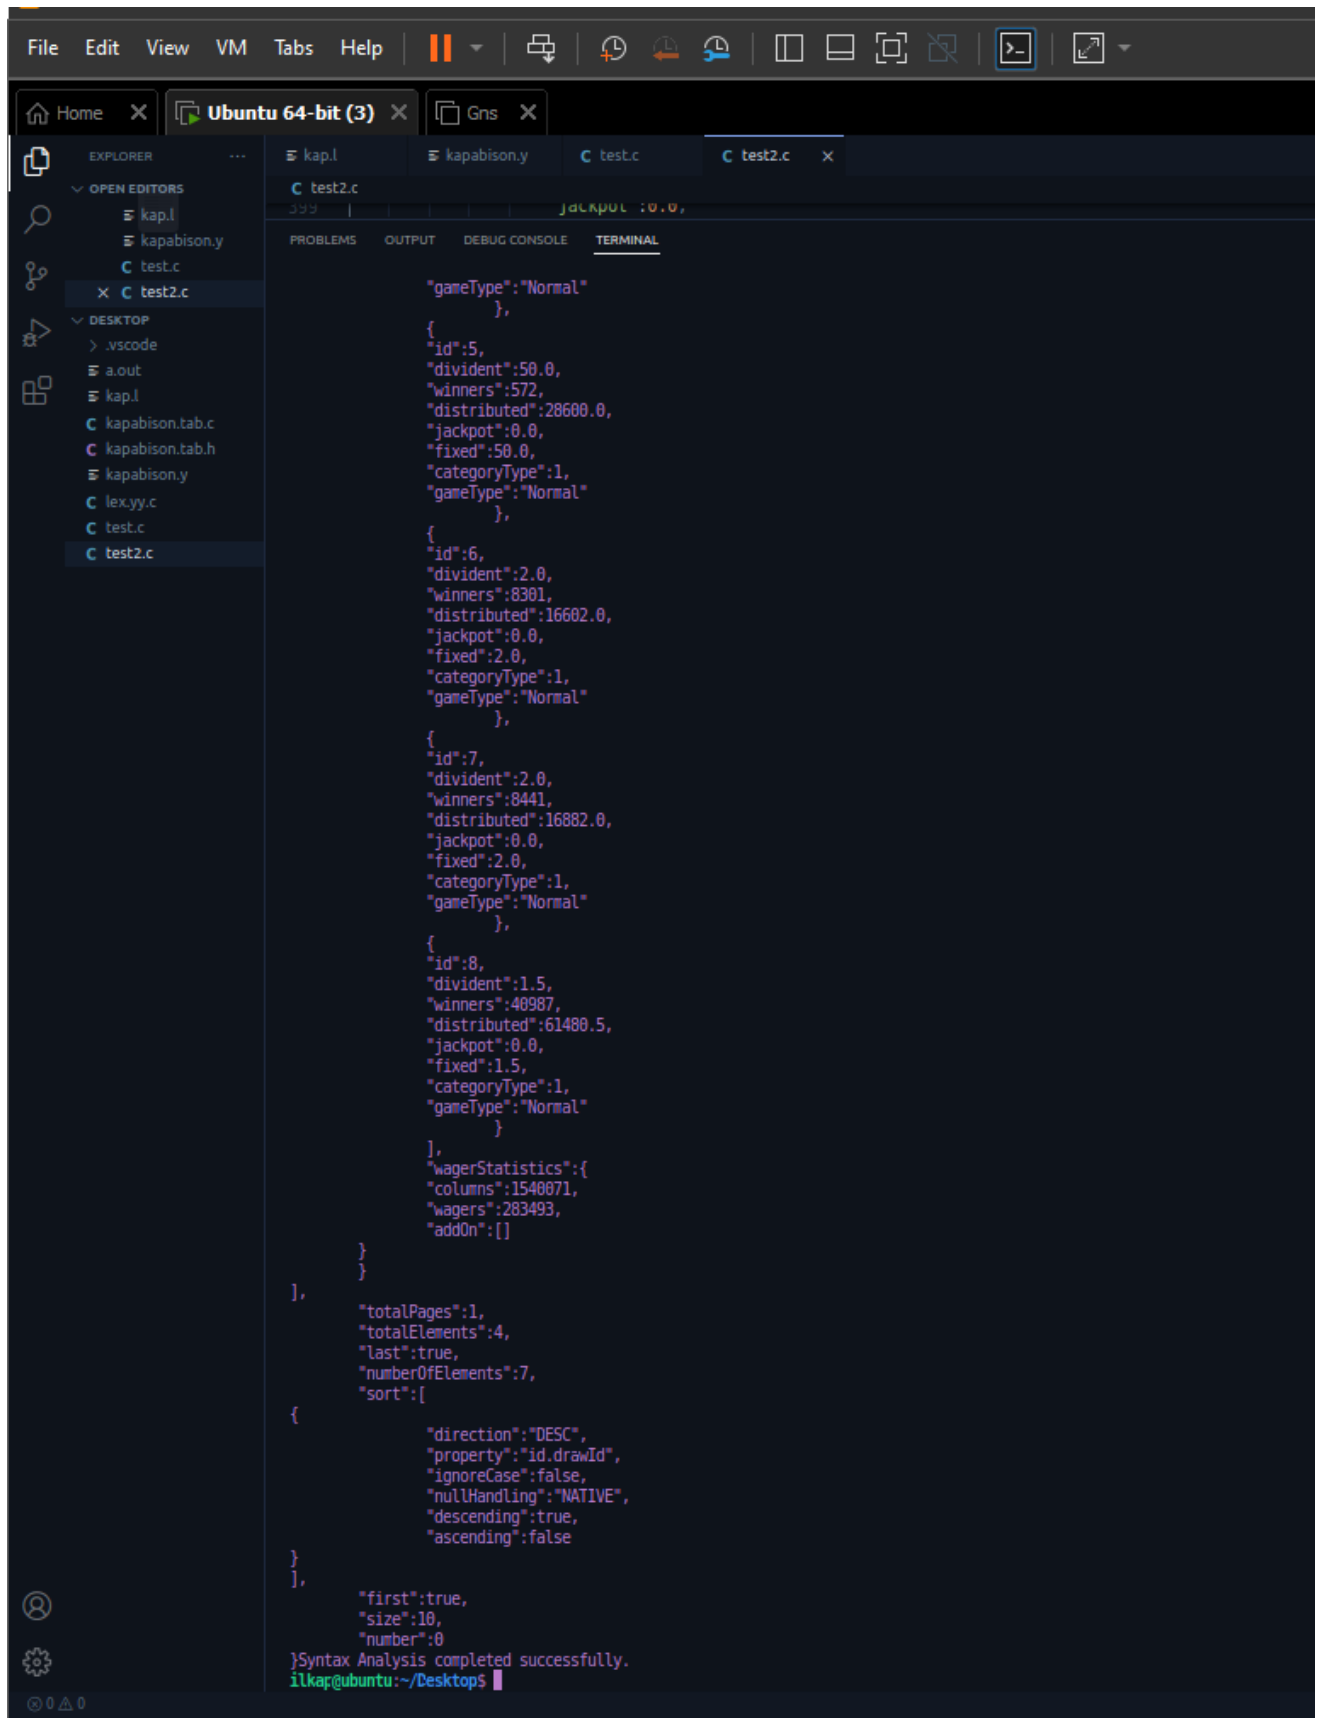 File Edit View VM Tabs Help
Home Ubuntu 64-bit (3) Gns
EXPLORER
kap.l kapabison.y test.c test2.c
OPEN EDITORS
kap.l
kapabison.y
test.c
test2.c
DESKTOP
.vscode
a.out
kap.l
kapabison.tab.c
kapabison.tab.h
kapabison.y
lex.yy.c
test.c
test2.c
test2.c
399 jackpot :0.0,
PROBLEMS OUTPUT DEBUG CONSOLE TERMINAL
"gameType":"Normal"
},
{
"id":5,
"divident":50.0,
"winners":572,
"distributed":28600.0,
"jackpot":0.0,
"fixed":50.0,
"categoryType":1,
"gameType":"Normal"
},
{
"id":6,
"divident":2.0,
"winners":8301,
"distributed":16602.0,
"jackpot":0.0,
"fixed":2.0,
"categoryType":1,
"gameType":"Normal"
},
{
"id":7,
"divident":2.0,
"winners":8441,
"distributed":16882.0,
"jackpot":0.0,
"fixed":2.0,
"categoryType":1,
"gameType":"Normal"
},
{
"id":8,
"divident":1.5,
"winners":40987,
"distributed":61480.5,
"jackpot":0.0,
"fixed":1.5,
"categoryType":1,
"gameType":"Normal"
}
],
"wagerStatistics":{
"columns":1540071,
"wagers":283493,
"addOn":[]
}
}
],
"totalPages":1,
"totalElements":4,
"last":true,
"numberOfElements":7,
"sort":[
{
"direction":"DESC",
"property":"id.drawId",
"ignoreCase":false,
"nullHandling":"NATIVE",
"descending":true,
"ascending":false
}
],
"first":true,
"size":10,
"number":0
}Syntax Analysis completed successfully.
ilkap@ubuntu:~/Desktop$
0 0